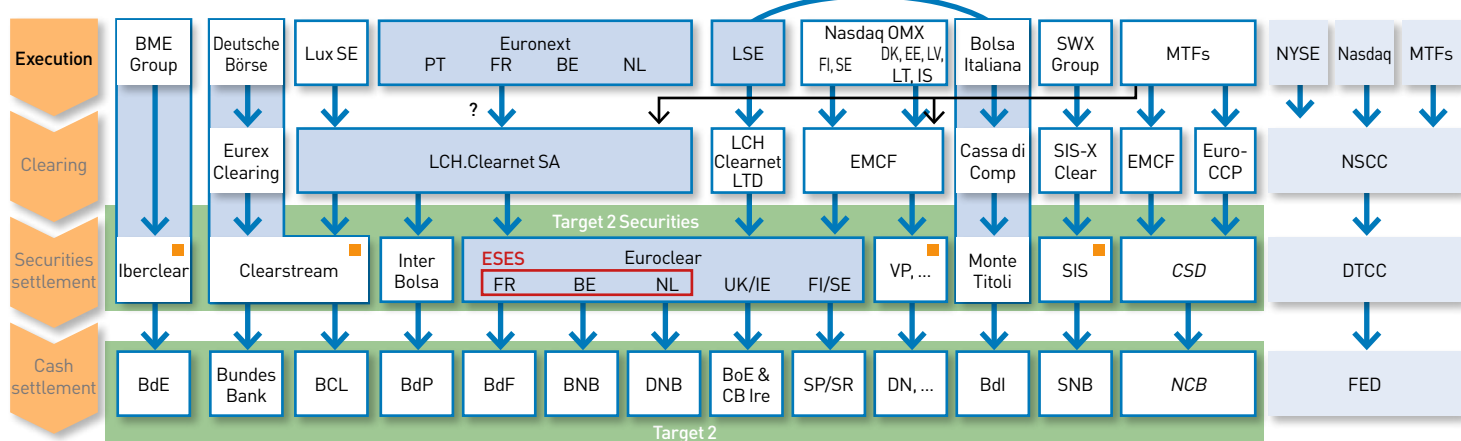 Execution
BME
Group
Deutsche
Börse
Lux SE
Euronext
PT FR BE NL
LSE
Nasdaq OMX
FI, SE
DK, EE, LV,
LT, IS
Bolsa
Italiana
SWX
Group
MTFs
NYSE
Nasdaq
MTFs
?
Clearing
Eurex
Clearing
LCH.Clearnet SA
LCH
Clearnet
LTD
EMCF
Cassa di
Comp
SIS-X
Clear
EMCF
Euro-
CCP
NSCC
Target 2 Securities
Securities
settlement
Iberclear
Clearstream
Inter
Bolsa
ESES Euroclear
FR BE NL UK/IE FI/SE
VP, ...
Monte
Titoli
SIS
CSD
DTCC
Cash
settlement
BdE
Bundes
Bank
BCL
BdP
BdF
BNB
DNB
BoE &
CB Ire
SP/SR
DN, ...
BdI
SNB
NCB
FED
Target 2